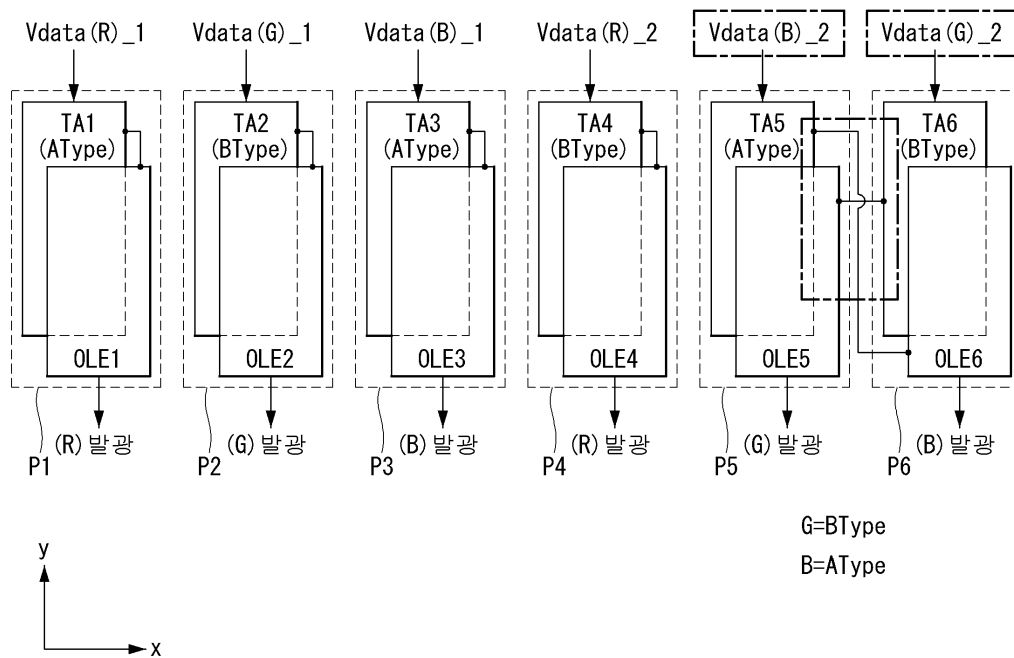 Vdata(R)_1 Vdata(G)_1 Vdata(B)_1 Vdata(R)_2 Vdata(B)_2 Vdata(G)_2
TA1 TA2 TA3 TA4 TA5 TA6
(AType) (BType) (AType) (BType) (AType) (BType)
OLE1 OLE2 OLE3 OLE4 OLE5 OLE6
(R)발광 (G)발광 (B)발광 (R)발광 (G)발광 (B)발광
P1 P2 P3 P4 P5 P6
G=BType
B=AType
y
x